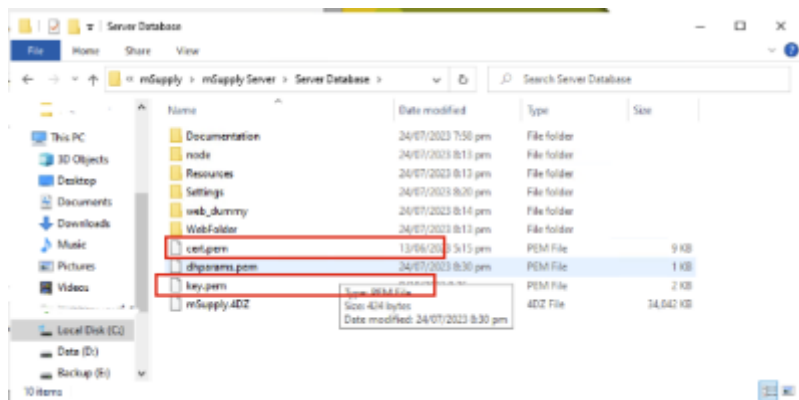 Server Database
File Home Share View
« mSupply > mSupply Server > Server Database > Search Server Database
Name Date modified Type Size
This PC
3D Objects
Desktop
Documents
Downloads
Music
Pictures
Videos
Local Disk (C:)
Data (D:)
Backup (E:)
Documentation 24/07/2023 7:50 pm File folder
node 24/07/2023 8:13 pm File folder
Resources 24/07/2023 8:13 pm File folder
Settings 24/07/2023 8:20 pm File folder
web_dummy 24/07/2023 8:14 pm File folder
WebFolder 24/07/2023 8:13 pm File folder
cert.pem 13/06/2023 5:15 pm PEM File 9 KB
dhparams.pem 24/07/2023 8:30 pm PEM File 1 KB
key.pem PEM File 2 KB
mSupply.4DZ 4DZ File 34,042 KB
Type: PEM File
Size: 424 bytes
Date modified: 24/07/2023 8:30 pm
10 items